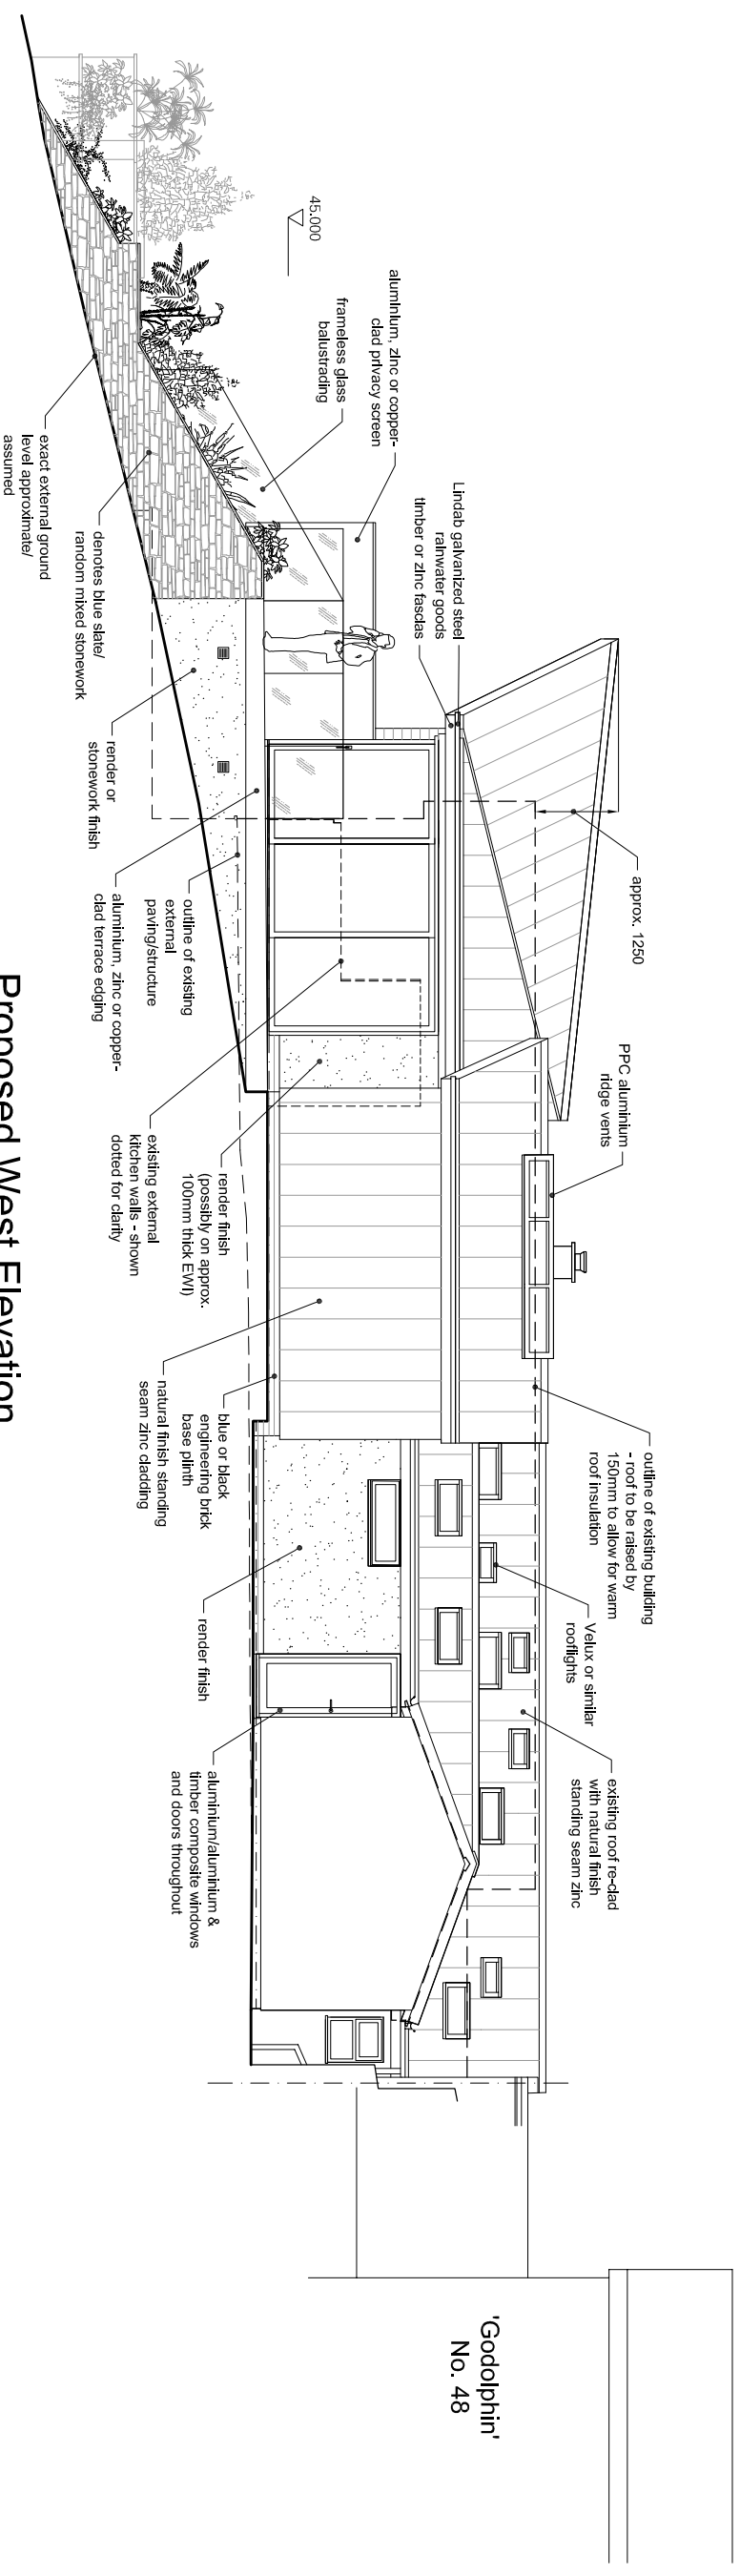 45.000
aluminium, zinc or copper-
clad privacy screen
frameless glass
balustrading
Lindab galvanized steel
rainwater goods
timber or zinc fascias
approx. 1250
PPC aluminium
ridge vents
outline of existing building
- roof to be raised by
150mm to allow for warm
roof insulation
Velux or similar
rooflights
existing roof re-clad
with natural finish
standing seam zinc
'Godolphin'
No. 48
exact external ground
level approximate/
assumed
denotes blue slate/
random mixed stonework
render or
stonework finish
outline of existing
external
paving/structure
aluminium, zinc or copper-
clad terrace edging
render finish
(possibly on approx.
100mm thick EWI)
existing external
kitchen walls - shown
dotted for clarity
blue or black
engineering brick
base plinth
natural finish standing
seam zinc cladding
render finish
aluminium/aluminium &
timber composite windows
and doors throughout
Proposed West Elevation